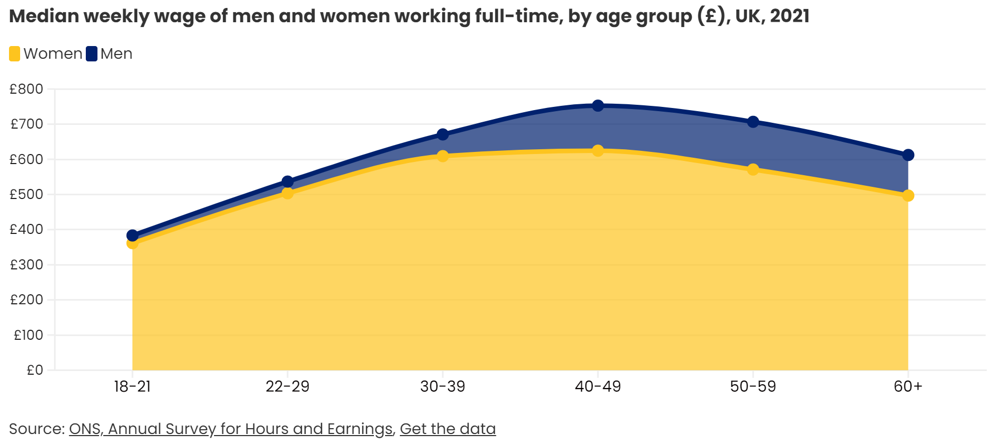 Median weekly wage of men and women working full-time, by age group (£), UK, 2021
Women Men
£800
£700
£600
£500
£400
£300
£200
£100
£0
18-21 22-29 30-39 40-49 50-59 60+
Source: ONS, Annual Survey for Hours and Earnings, Get the data